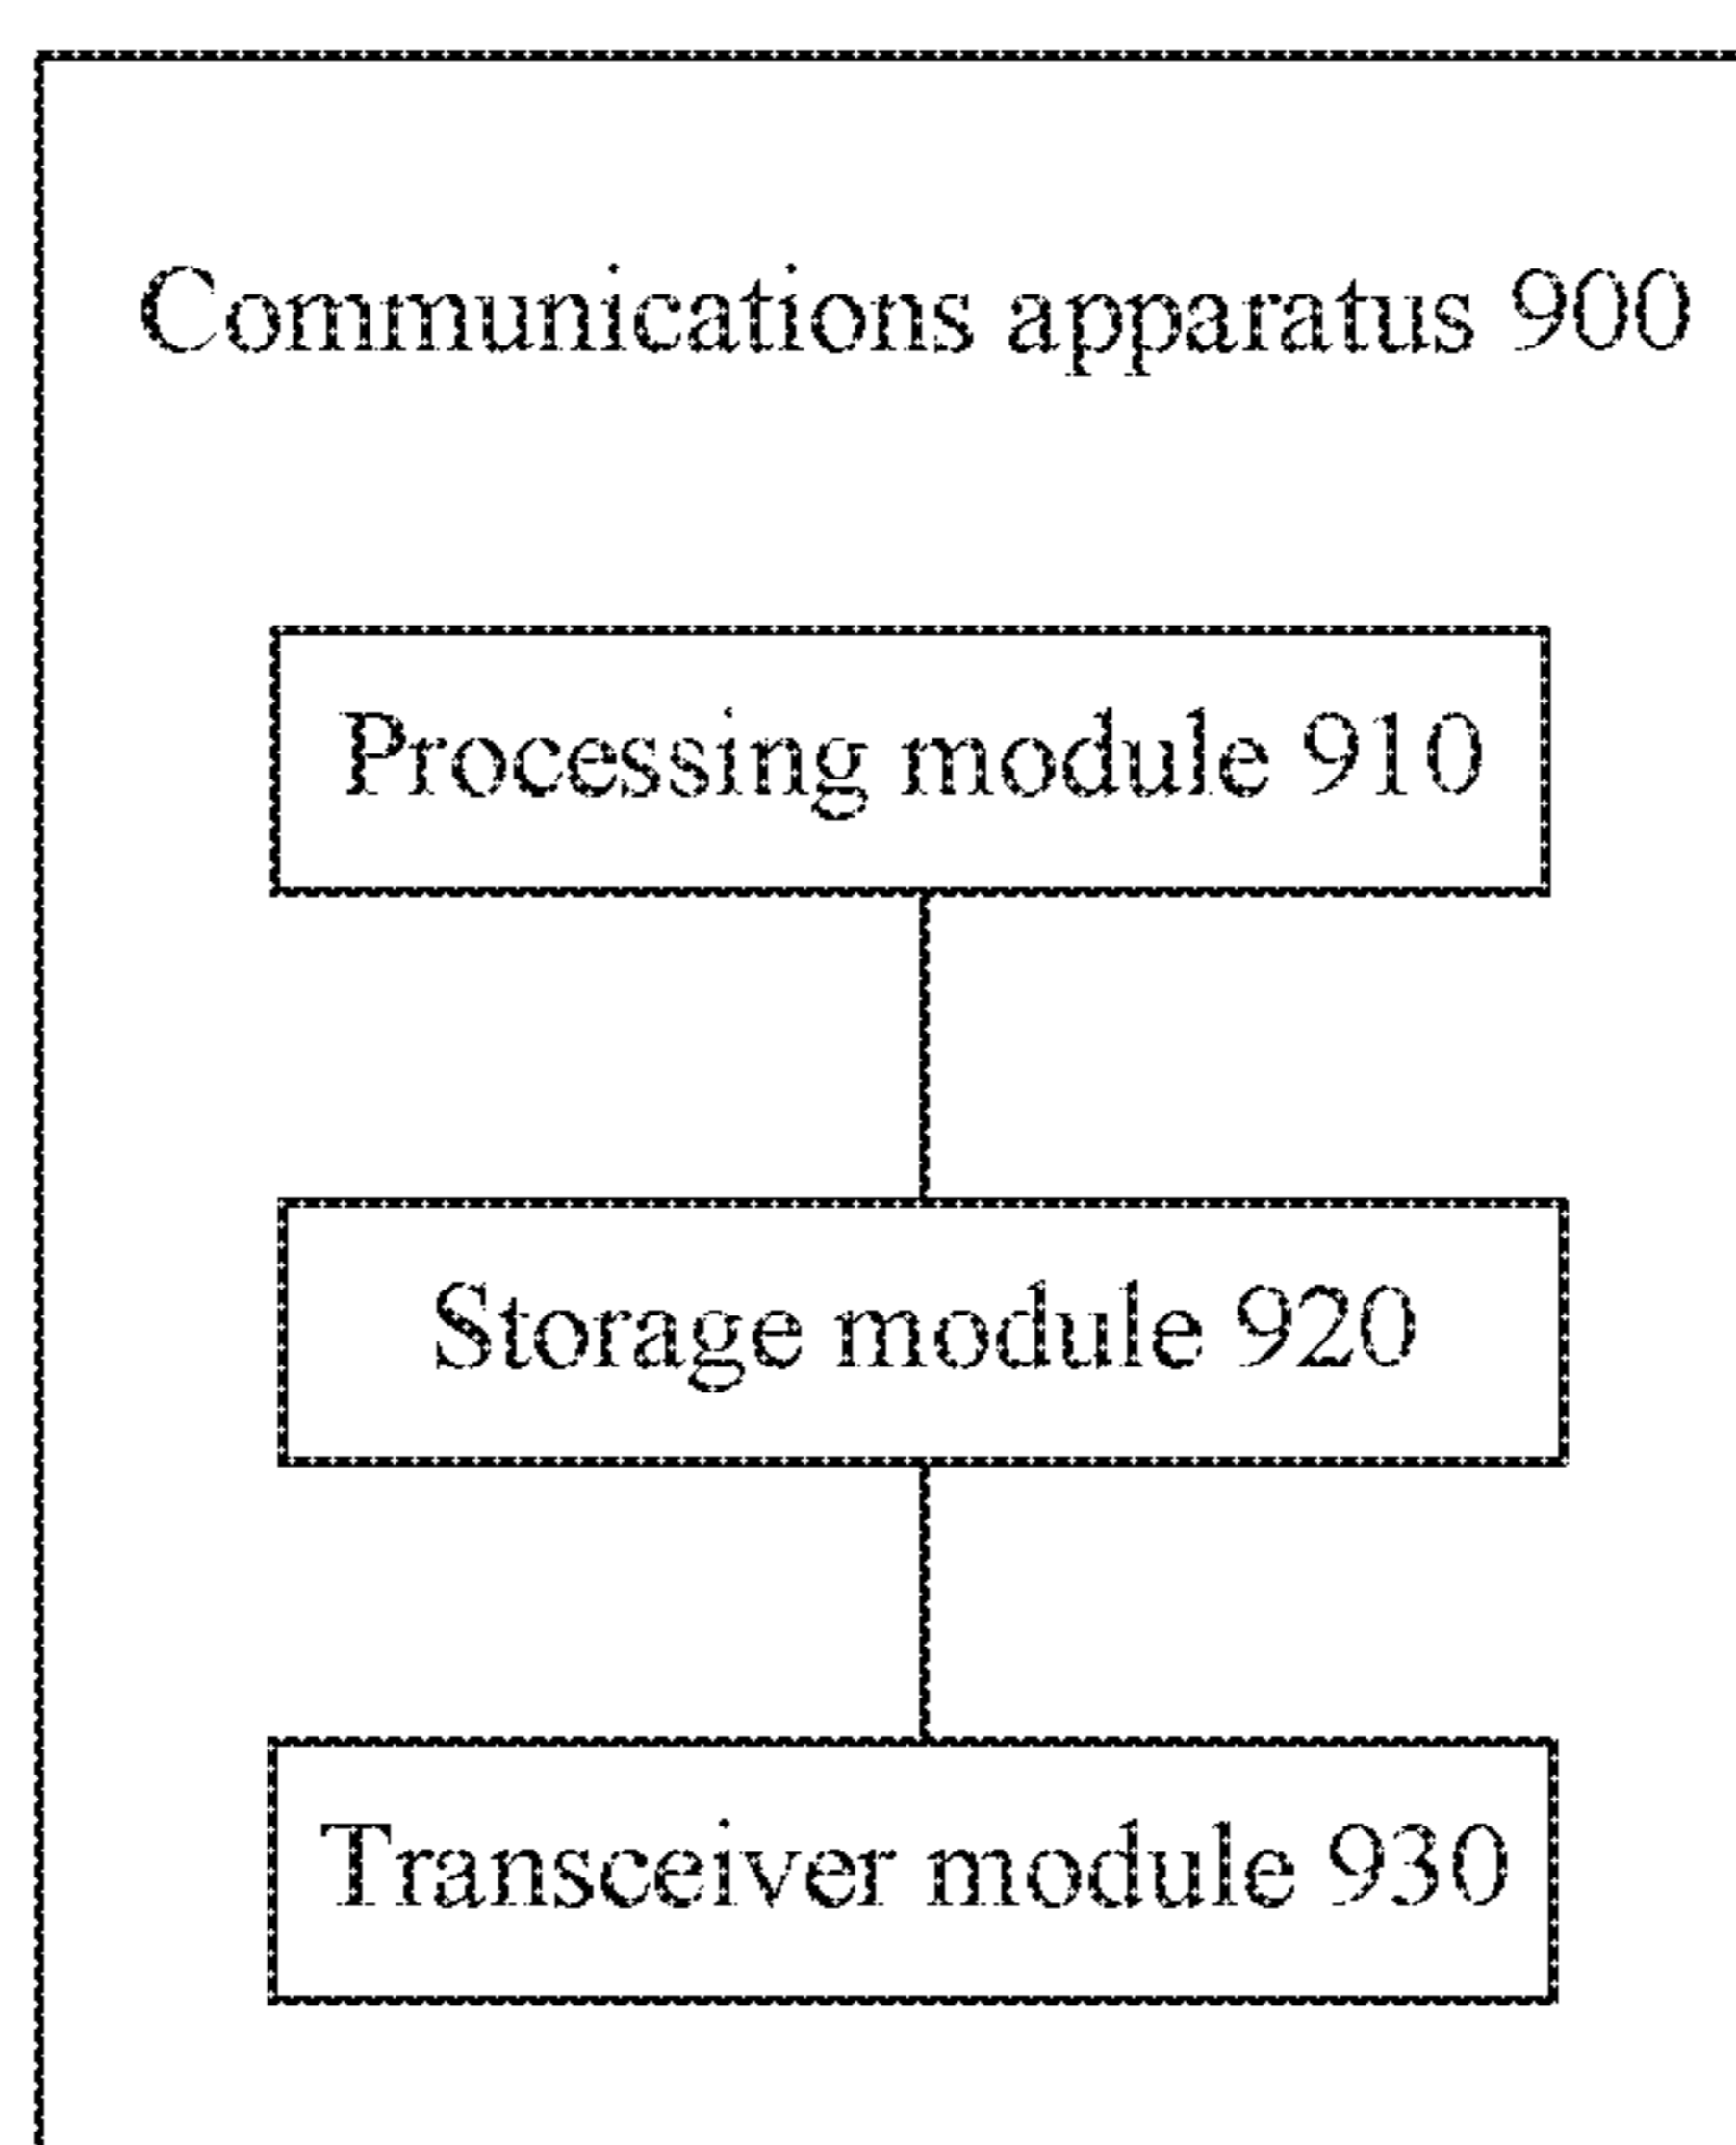 Communications apparatus 900
Processing module 910
Storage module 920
Transceiver module 930